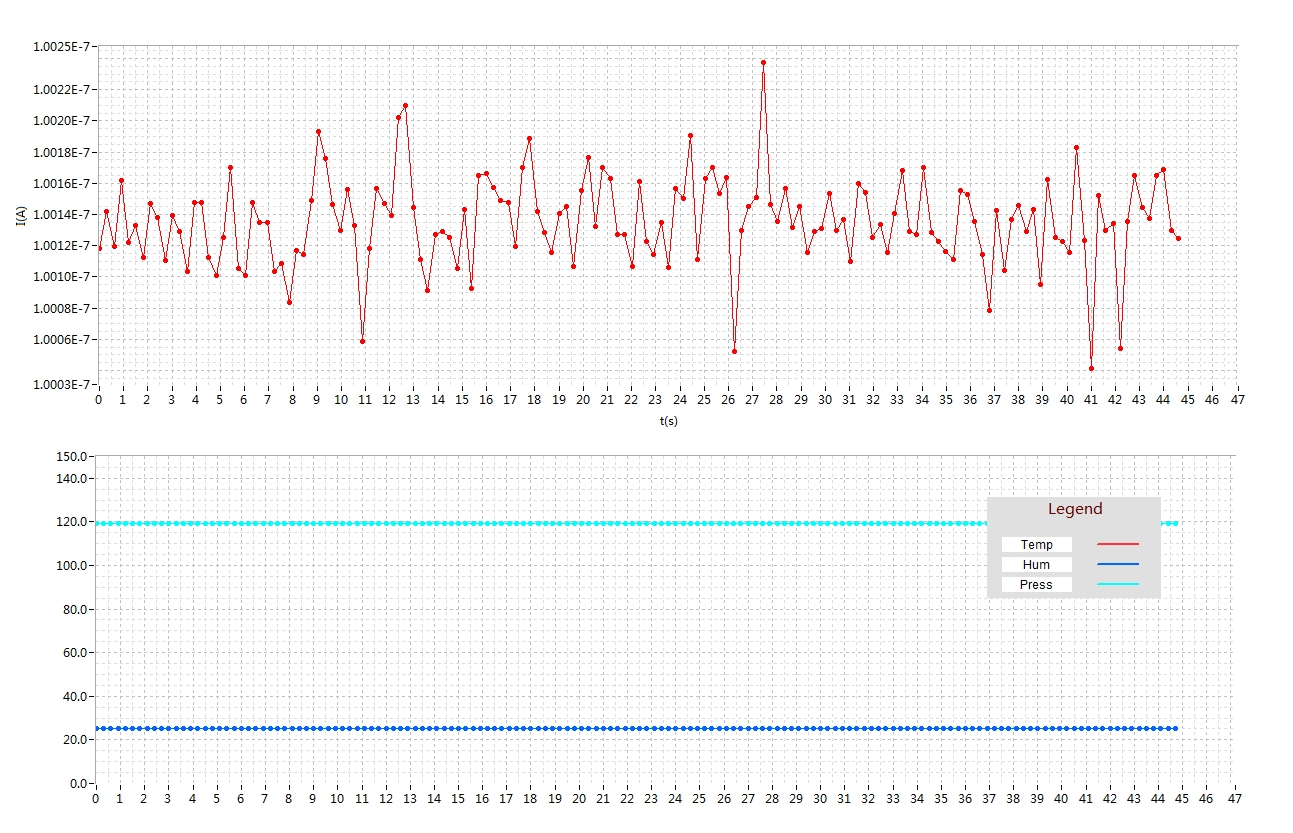 1.0025E-7
1.0022E-7
1.0020E-7
1.0018E-7
1.0016E-7
1.0014E-7
1.0012E-7
1.0010E-7
1.0008E-7
1.0006E-7
1.0003E-7
I(A)
0 1 2 3 4 5 6 7 8 9 10 11 12 13 14 15 16 17 18 19 20 21 22 23 24 25 26 27 28 29 30 31 32 33 34 35 36 37 38 39 40 41 42 43 44 45 46 47
t(s)
150.0
140.0
120.0
100.0
80.0
60.0
40.0
20.0
0.0
Legend
Temp
Hum
Press
0 1 2 3 4 5 6 7 8 9 10 11 12 13 14 15 16 17 18 19 20 21 22 23 24 25 26 27 28 29 30 31 32 33 34 35 36 37 38 39 40 41 42 43 44 45 46 47